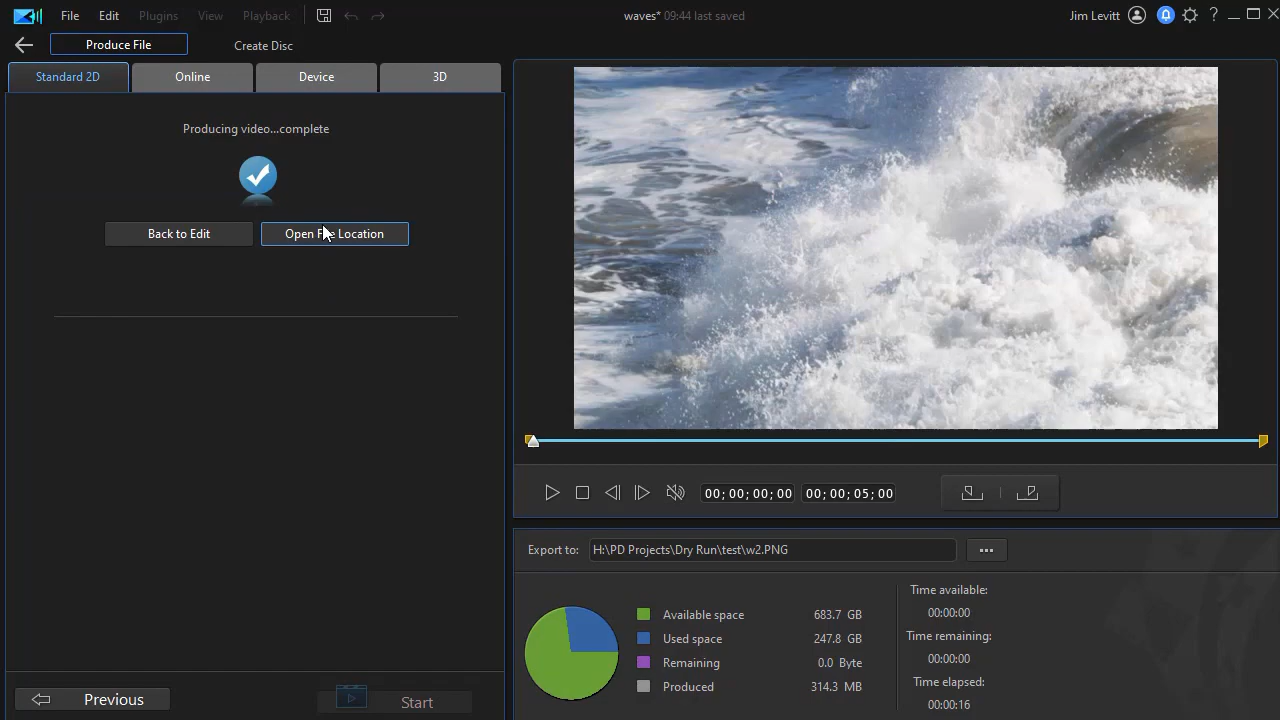 File Edit Plugins View Playback waves* 09:44 last saved Jim Levitt ?
Produce File Create Disc
Standard 2D Online Device 3D
Producing video...complete
Back to Edit Open File Location
00;00;00;00 00;00;05;00
Export to: H:\PD Projects\Dry Run\test\w2.PNG ...
Available space 683.7 GB
Used space 247.8 GB
Remaining 0.0 Byte
Produced 314.3 MB
Time available:
00:00:00
Time remaining:
00:00:00
Time elapsed:
00:00:16
Previous Start